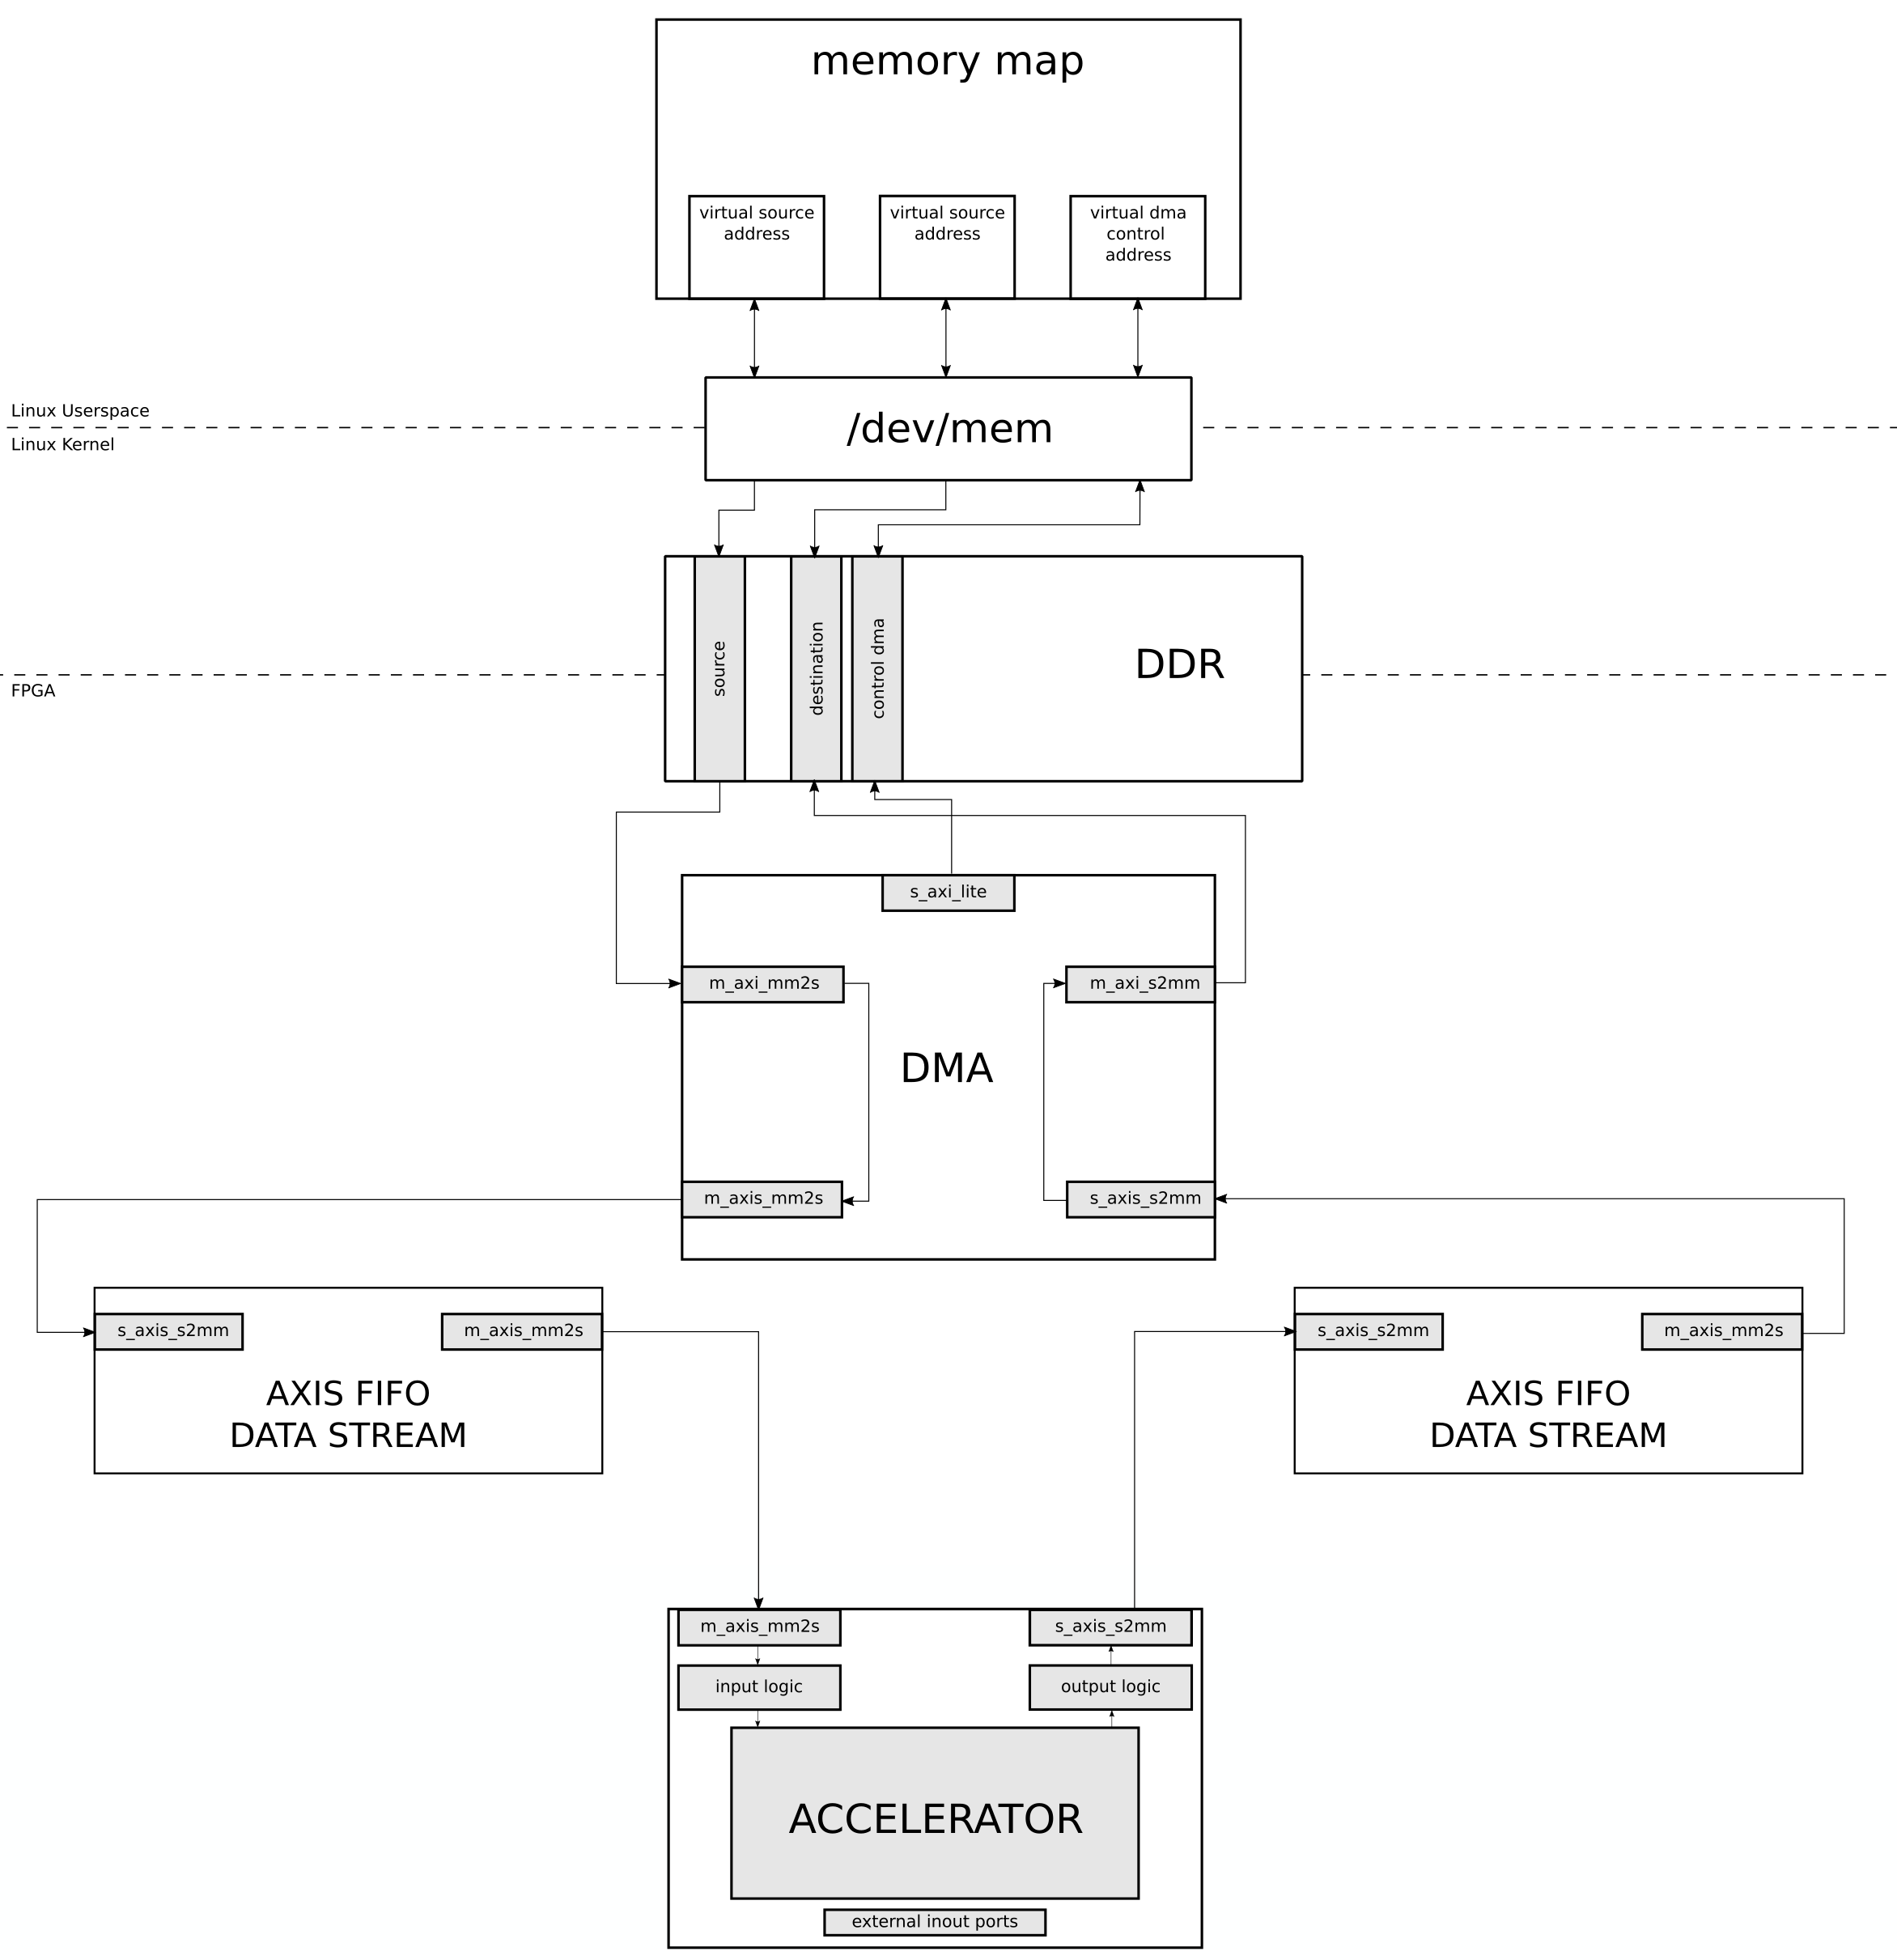 memory map
virtual source
address
virtual source
address
virtual dma
control
address
Linux Userspace
Linux Kernel
/dev/mem
source
destination
control dma
DDR
FPGA
s_axi_lite
m_axi_mm2s
m_axi_s2mm
DMA
m_axis_mm2s
s_axis_s2mm
s_axis_s2mm
m_axis_mm2s
AXIS FIFO
DATA STREAM
s_axis_s2mm
m_axis_mm2s
AXIS FIFO
DATA STREAM
m_axis_mm2s
s_axis_s2mm
input logic
output logic
ACCELERATOR
external inout ports